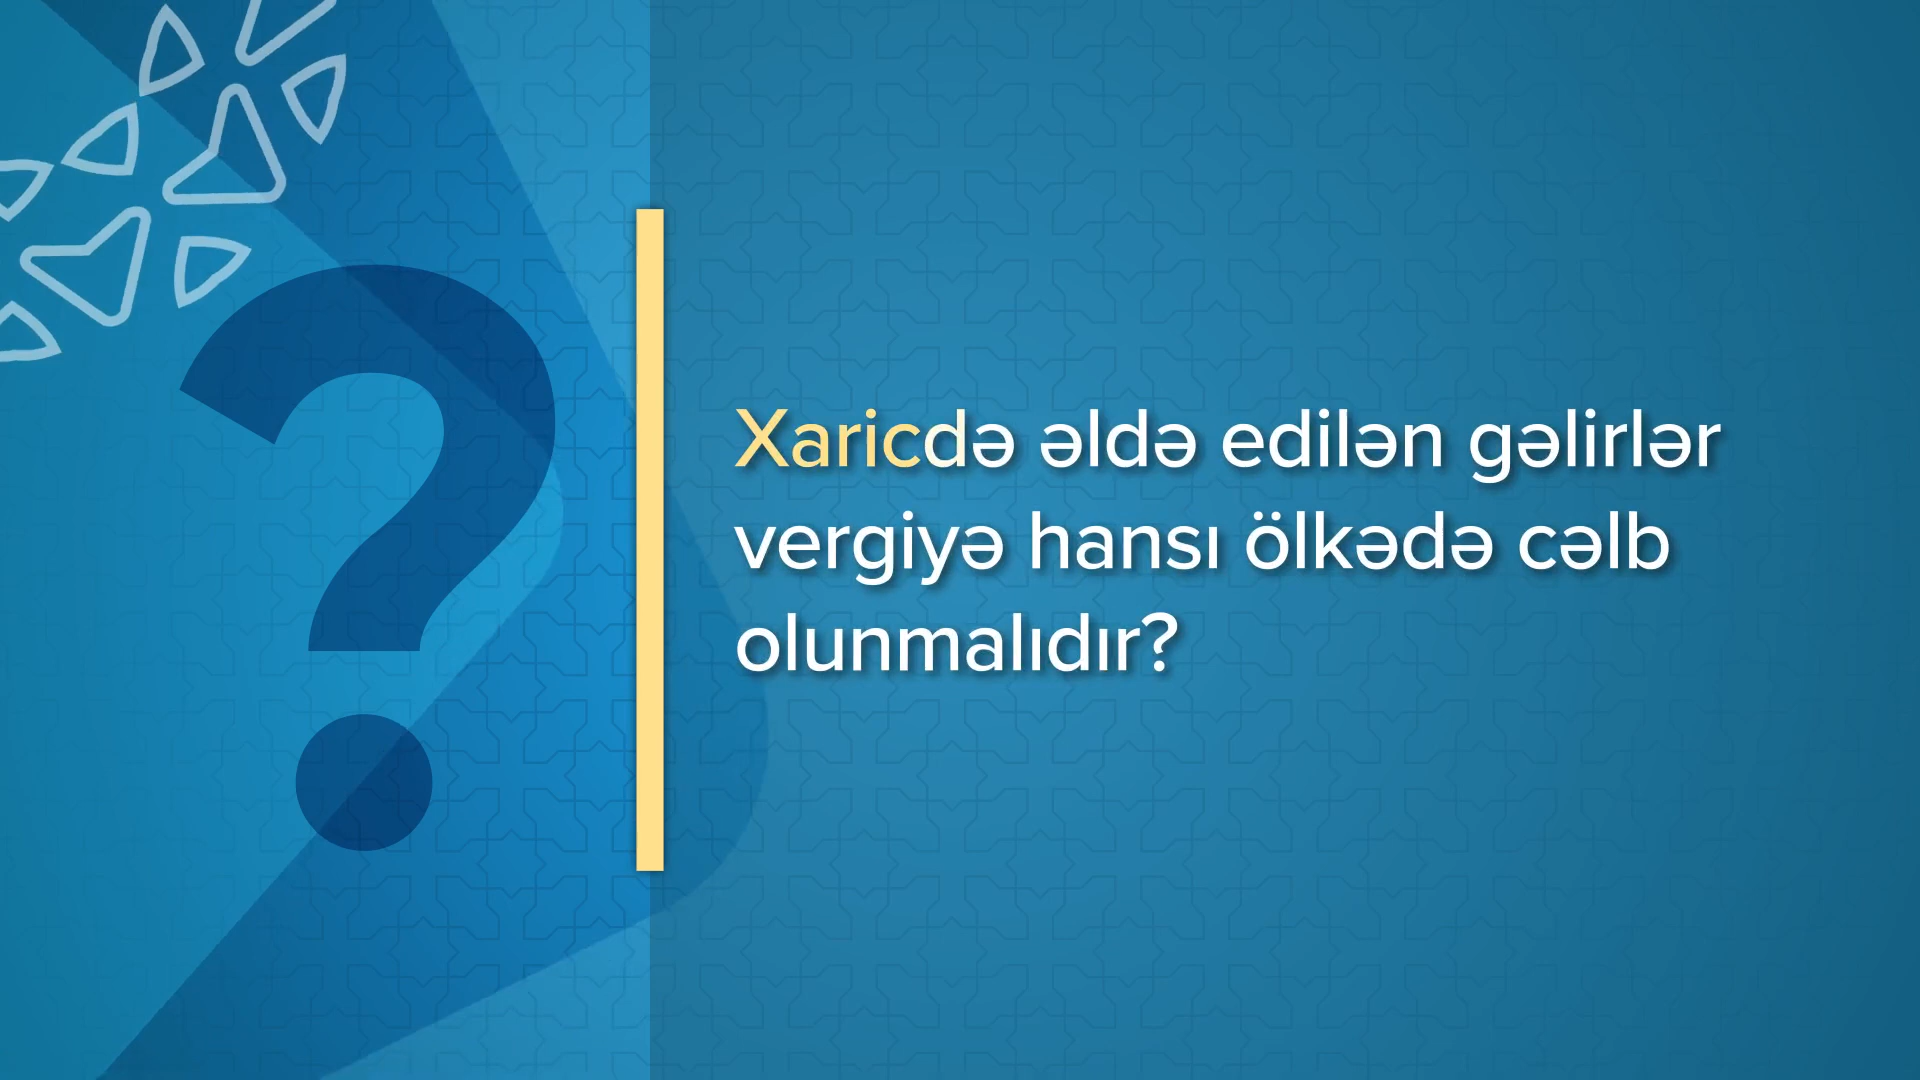 Xaricdə əldə edilən gəlirlər
vergiyə hansı ölkədə cəlb
olunmalıdır?